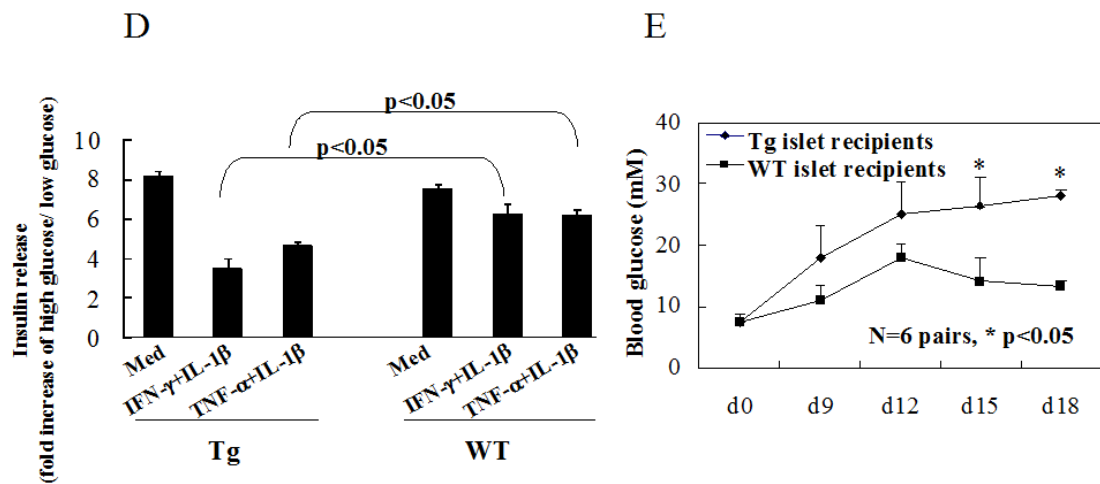 D
Insulin release
(fold increase of high glucose/ low glucose)
10
8
6
4
2
0
p<0.05
p<0.05
Med
IFN-γ+IL-1β
TNF-α+IL-1β
Med
IFN-γ+IL-1β
TNF-α+IL-1β
Tg
WT
E
Blood glucose (mM)
40
30
20
10
0
Tg islet recipients
WT islet recipients
*
*
N=6 pairs, * p<0.05
d0
d9
d12
d15
d18